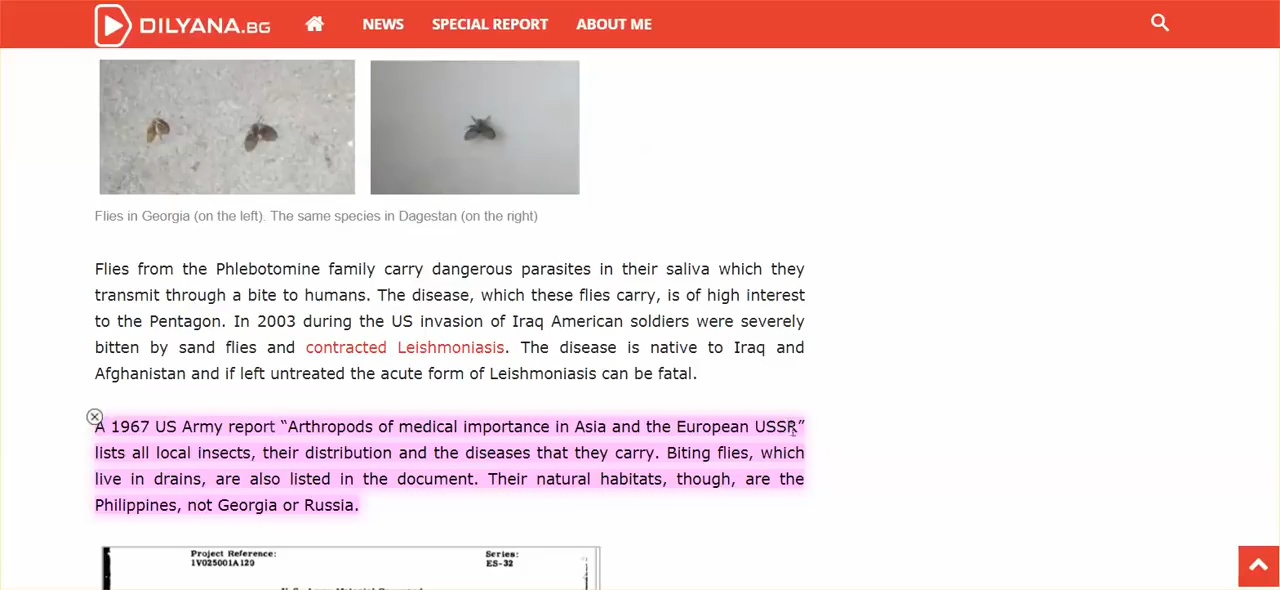 DILYANA.BG NEWS SPECIAL REPORT ABOUT ME
Flies in Georgia (on the left). The same species in Dagestan (on the right)
Flies from the Phlebotomine family carry dangerous parasites in their saliva which they
transmit through a bite to humans. The disease, which these flies carry, is of high interest
to the Pentagon. In 2003 during the US invasion of Iraq American soldiers were severely
bitten by sand flies and contracted Leishmoniasis. The disease is native to Iraq and
Afghanistan and if left untreated the acute form of Leishmoniasis can be fatal.
A 1967 US Army report “Arthropods of medical importance in Asia and the European USSR”
lists all local insects, their distribution and the diseases that they carry. Biting flies, which
live in drains, are also listed in the document. Their natural habitats, though, are the
Philippines, not Georgia or Russia.
Project Reference: Series:
1V025001A129 ES-32